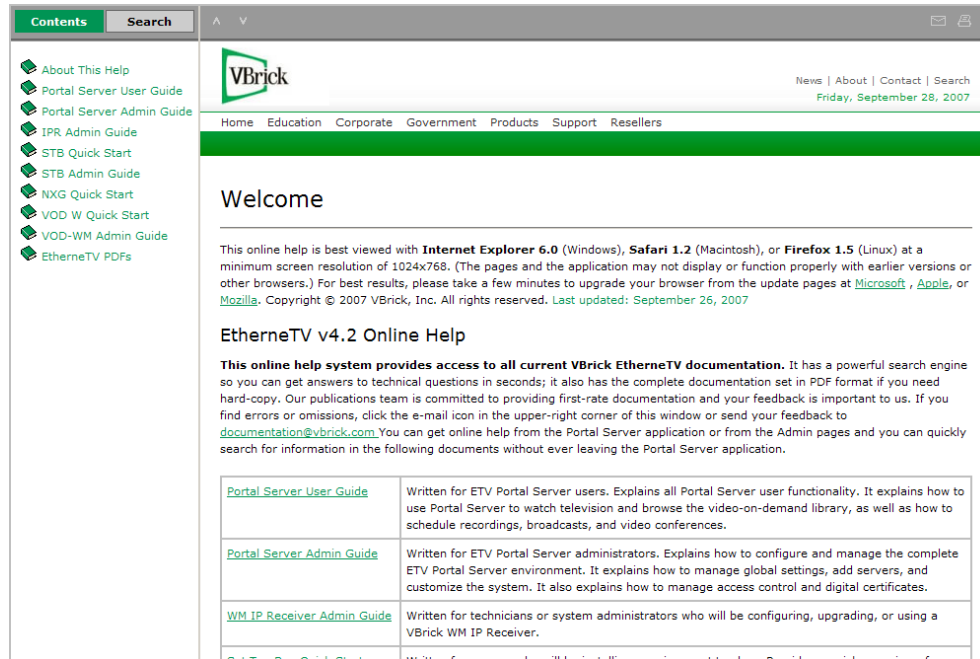 Contents Search
About This Help
Portal Server User Guide
Portal Server Admin Guide
IPR Admin Guide
STB Quick Start
STB Admin Guide
NXG Quick Start
VOD W Quick Start
VOD-WM Admin Guide
EtherneTV PDFs
VBrick
News | About | Contact | Search
Friday, September 28, 2007
Home Education Corporate Government Products Support Resellers
Welcome
This online help is best viewed with Internet Explorer 6.0 (Windows), Safari 1.2 (Macintosh), or Firefox 1.5 (Linux) at a
minimum screen resolution of 1024x768. (The pages and the application may not display or function properly with earlier versions or
other browsers.) For best results, please take a few minutes to upgrade your browser from the update pages at Microsoft , Apple, or
Mozilla. Copyright © 2007 VBrick, Inc. All rights reserved. Last updated: September 26, 2007
EtherneTV v4.2 Online Help
This online help system provides access to all current VBrick EtherneTV documentation. It has a powerful search engine
so you can get answers to technical questions in seconds; it also has the complete documentation set in PDF format if you need
hard-copy. Our publications team is committed to providing first-rate documentation and your feedback is important to us. If you
find errors or omissions, click the e-mail icon in the upper-right corner of this window or send your feedback to
documentation@vbrick.com You can get online help from the Portal Server application or from the Admin pages and you can quickly
search for information in the following documents without ever leaving the Portal Server application.
Portal Server User Guide
Written for ETV Portal Server users. Explains all Portal Server user functionality. It explains how to
use Portal Server to watch television and browse the video-on-demand library, as well as how to
schedule recordings, broadcasts, and video conferences.
Portal Server Admin Guide
Written for ETV Portal Server administrators. Explains how to configure and manage the complete
ETV Portal Server environment. It explains how to manage global settings, add servers, and
customize the system. It also explains how to manage access control and digital certificates.
WM IP Receiver Admin Guide
Written for technicians or system administrators who will be configuring, upgrading, or using a
VBrick WM IP Receiver.